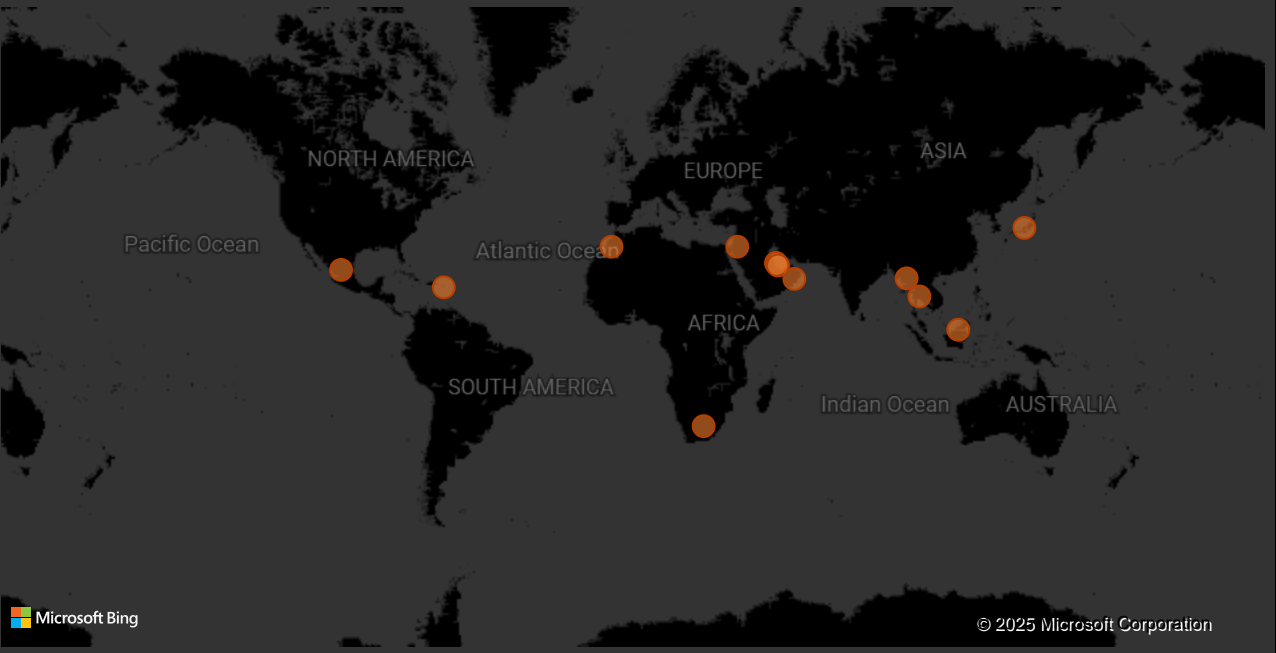 NORTH AMERICA
ASIA
EUROPE
Pacific Ocean
Atlantic Ocean
AFRICA
SOUTH AMERICA
Indian Ocean
AUSTRALIA
Microsoft Bing
© 2025 Microsoft Corporation